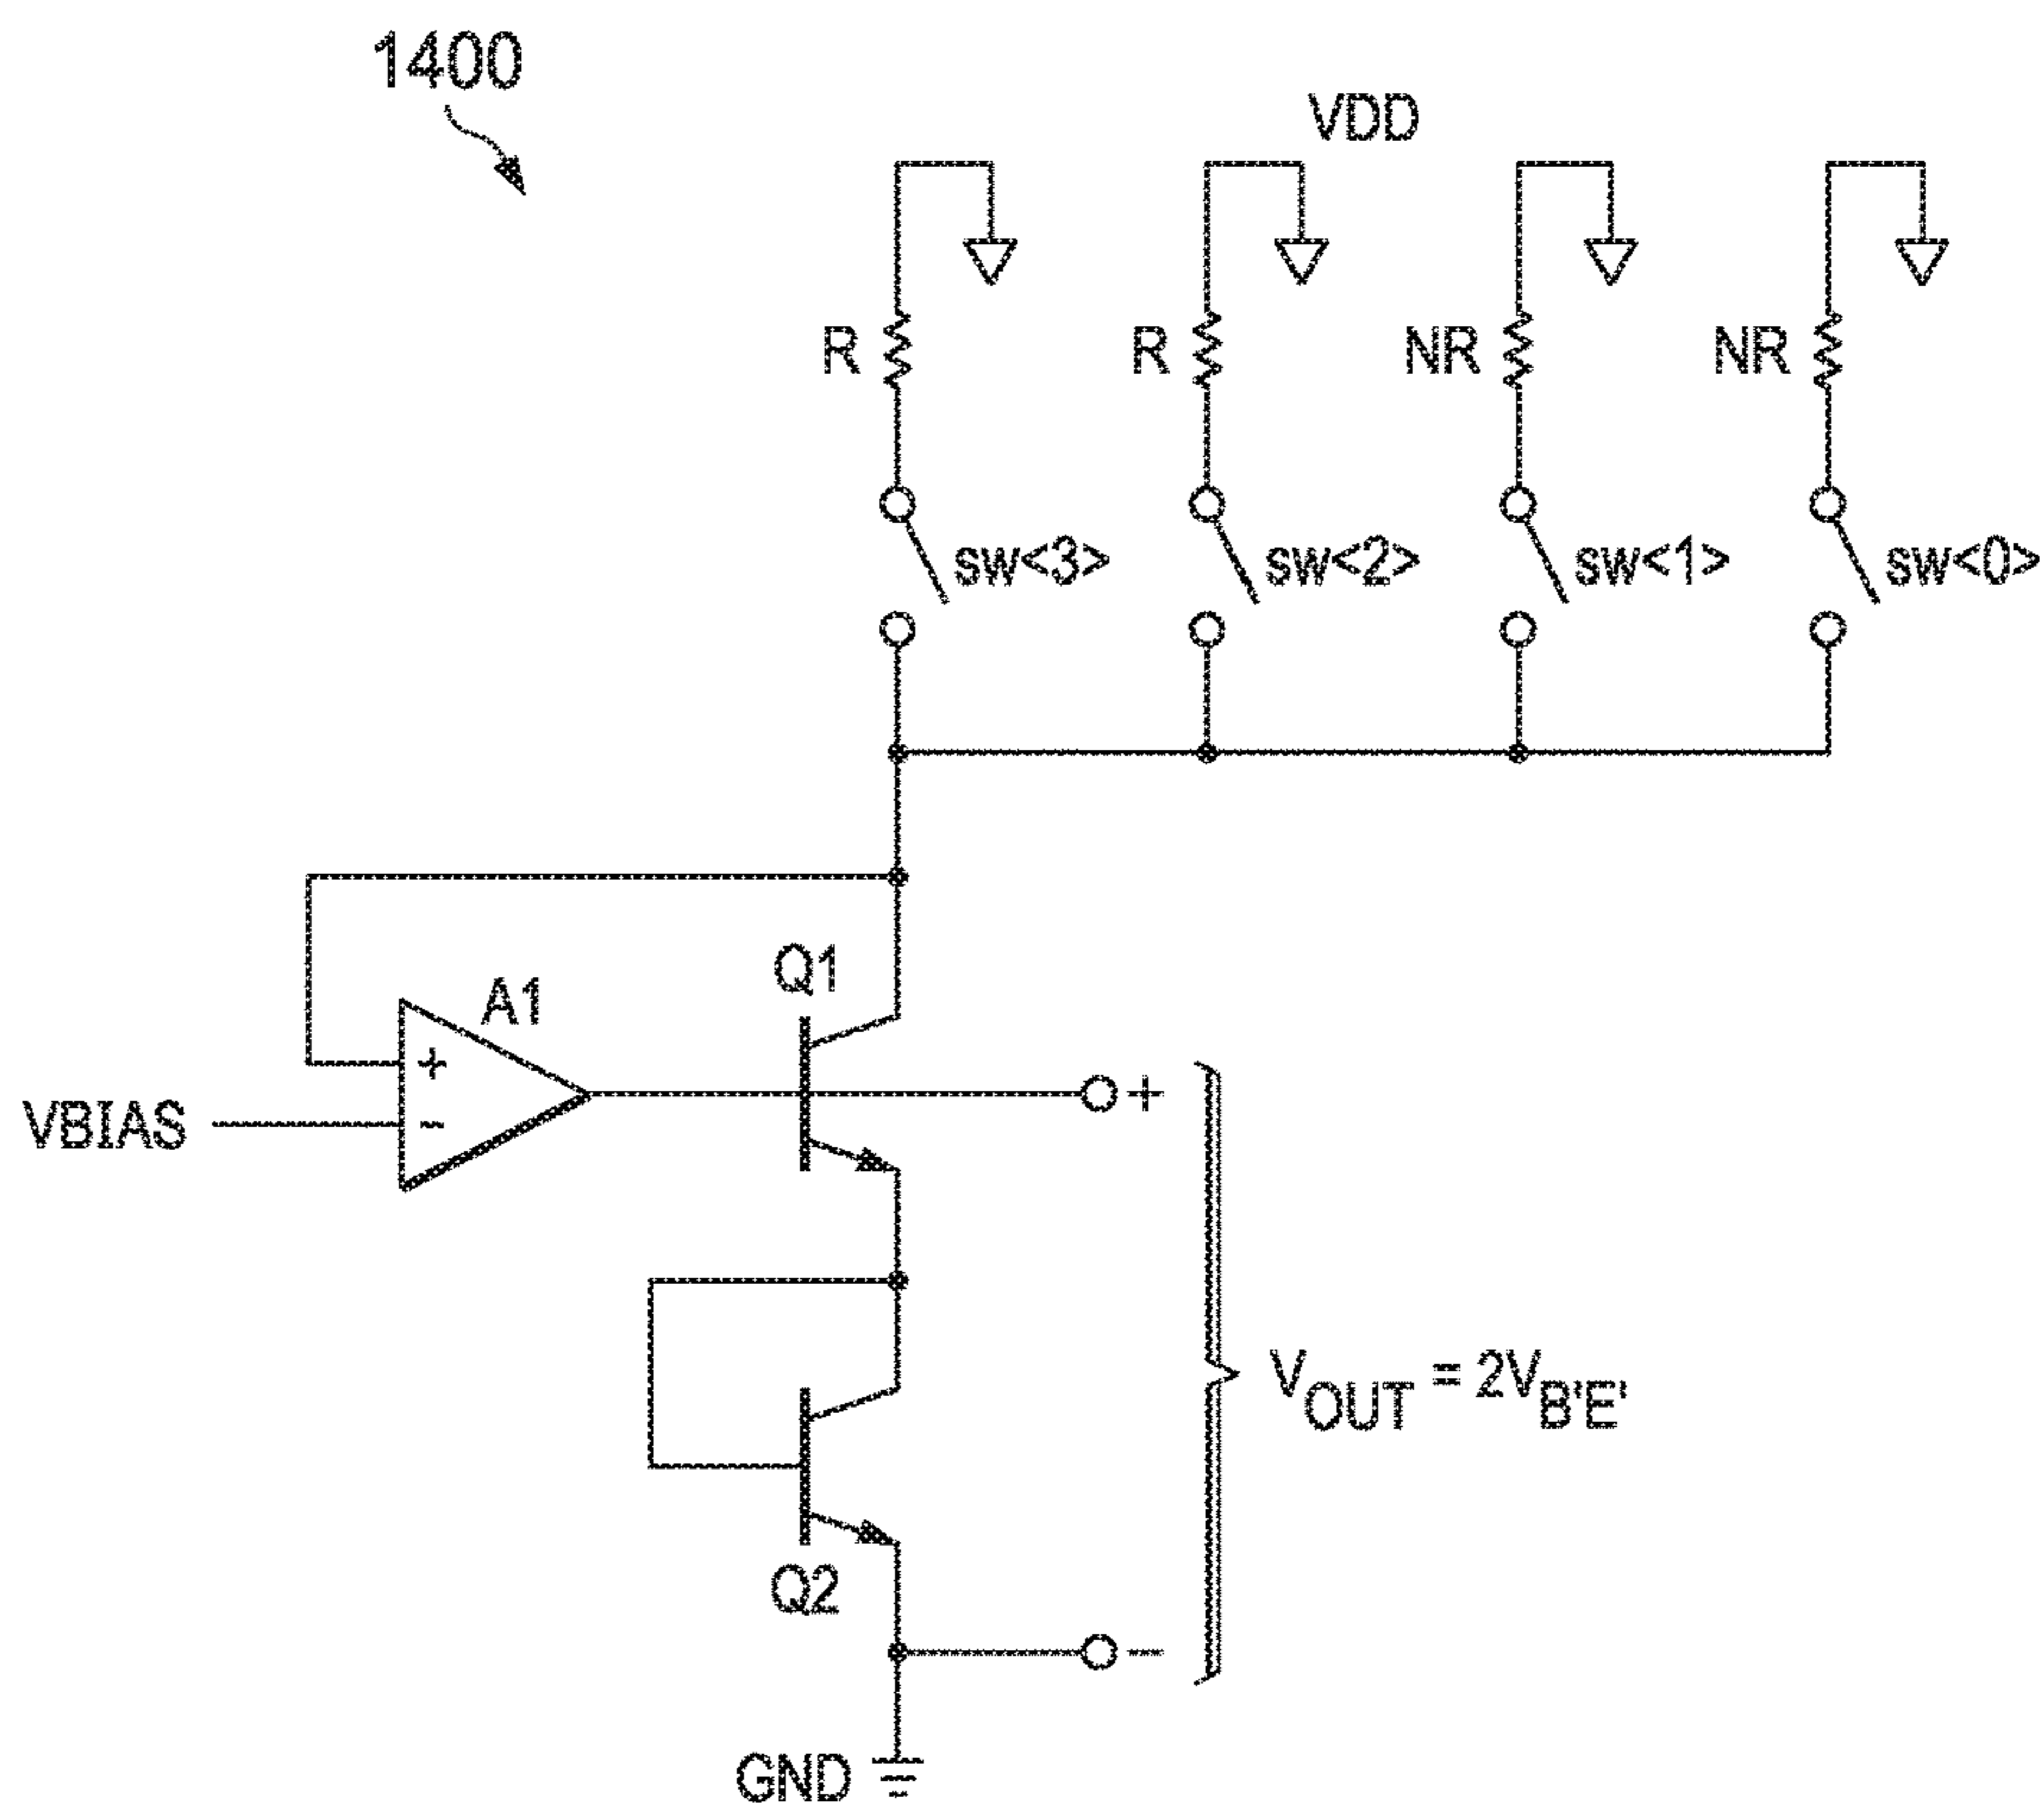 1400
VDD
R R NR NR
sw<3> sw<2> sw<1> sw<0>
Q1
A1
+
+
VBIAS
-
VOUT = 2VB'E'
Q2
-
GND